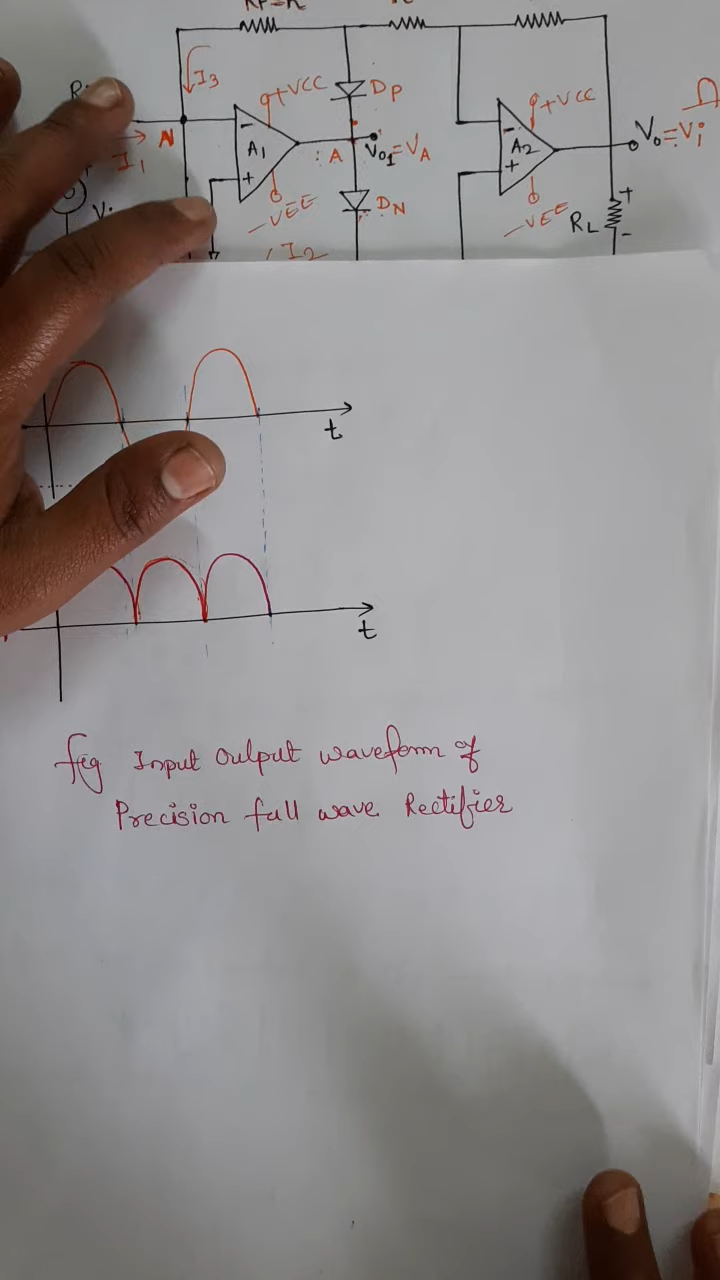 I3
+VCC
DP
+VCC
N
I1
-
A1
+
: A
Vo1=VA
-
A2
+
Vo=Vi
-VEE
DN
-VEE
RL
+
-
I2
t
t
fig Input Output waveform of
Precision full wave Rectifier